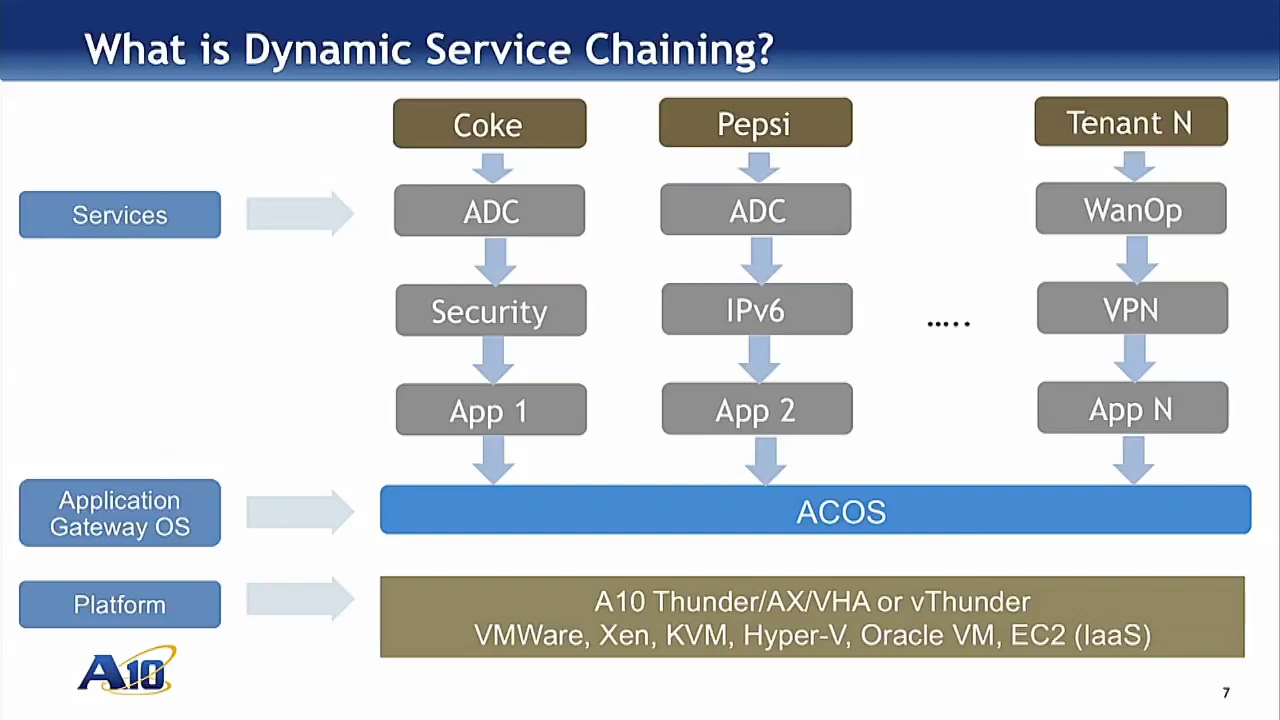 What is Dynamic Service Chaining?
Coke
Pepsi
Tenant N
Services
ADC
ADC
WanOp
Security
IPv6
.....
VPN
App 1
App 2
App N
Application
Gateway OS
ACOS
Platform
A10 Thunder/AX/VHA or vThunder
VMWare, Xen, KVM, Hyper-V, Oracle VM, EC2 (IaaS)
A10
7